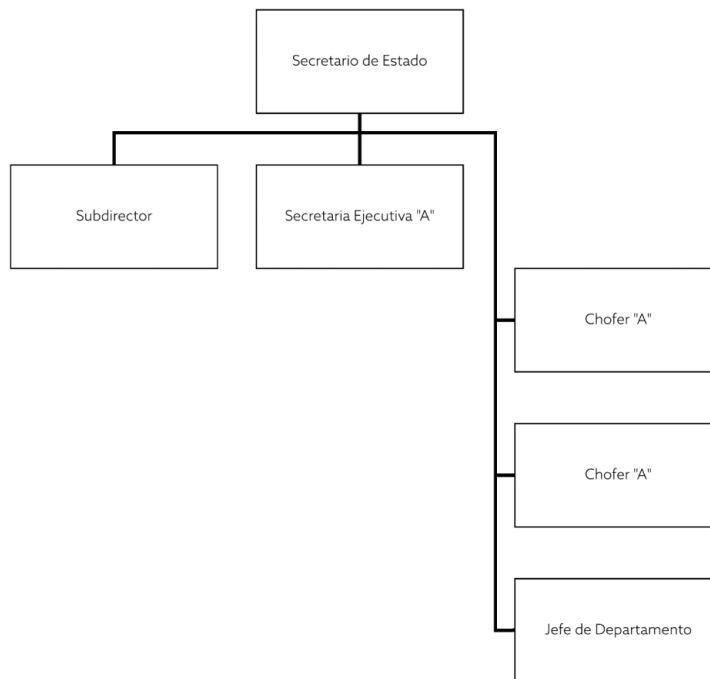 Secretario de Estado
Subdirector
Secretaria Ejecutiva "A"
Chofer "A"
Chofer "A"
Jefe de Departamento